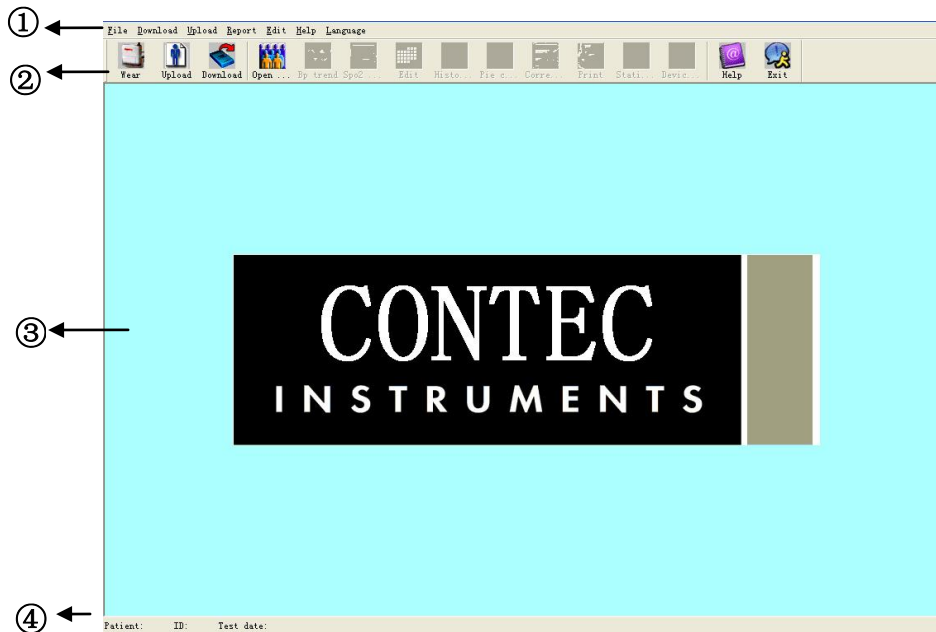 ①
File Download Upload Report Edit Help Language
②
Wear Upload Download Open ... Bp trend Spo2 ... Edit Histo... Pie c... Corre... Print Stati... Devic... Help Exit
③
CONTEC
INSTRUMENTS
④
Patient: ID: Test date: